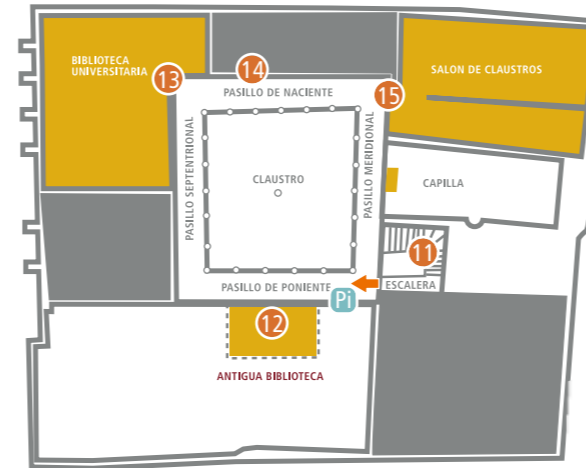 BIBLIOTECA
UNIVERSITARIA
13
14
PASILLO DE NACIENTE
15
SALON DE CLAUSTROS
PASILLO SEPTENTRIONAL
CLAUSTRO
PASILLO MERIDIONAL
CAPILLA
11
ESCALERA
PASILLO DE PONIENTE
Pi
12
ANTIGUA BIBLIOTECA